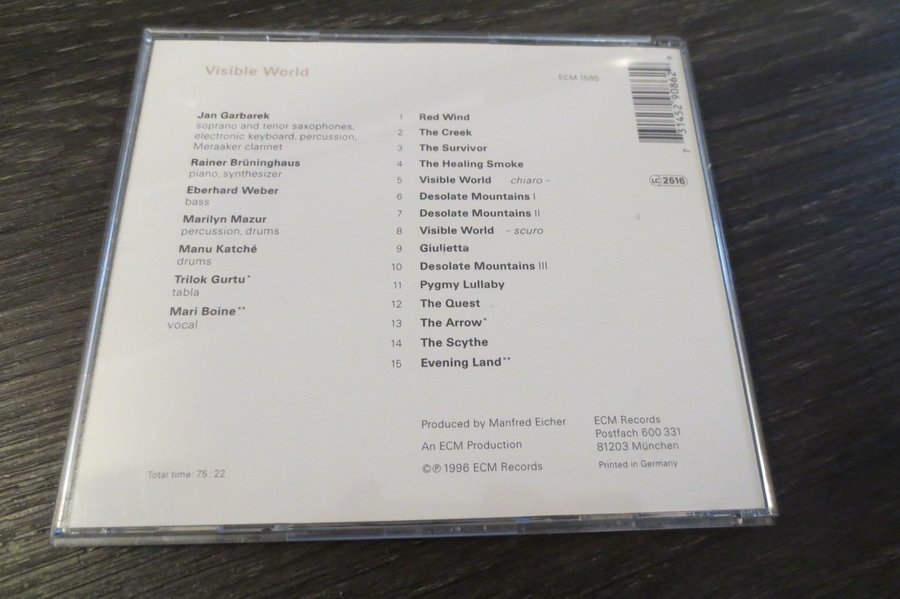 Visible World
ECM 1585
Jan Garbarek
soprano and tenor saxophones,
electronic keyboard, percussion,
Meraaker clarinet
Rainer Brüninghaus
piano, synthesizer
Eberhard Weber
bass
Marilyn Mazur
percussion, drums
Manu Katché
drums
Trilok Gurtu*
tabla
Mari Boine**
vocal
1 Red Wind
2 The Creek
3 The Survivor
4 The Healing Smoke
5 Visible World chiaro –
6 Desolate Mountains I
7 Desolate Mountains II
8 Visible World – scuro
9 Giulietta
10 Desolate Mountains III
11 Pygmy Lullaby
12 The Quest
13 The Arrow*
14 The Scythe
15 Evening Land**
7 31452 90862 9
LC 2516
Produced by Manfred Eicher
An ECM Production
©℗ 1996 ECM Records
ECM Records
Postfach 600 331
81203 München
Printed in Germany
Total time: 75:22